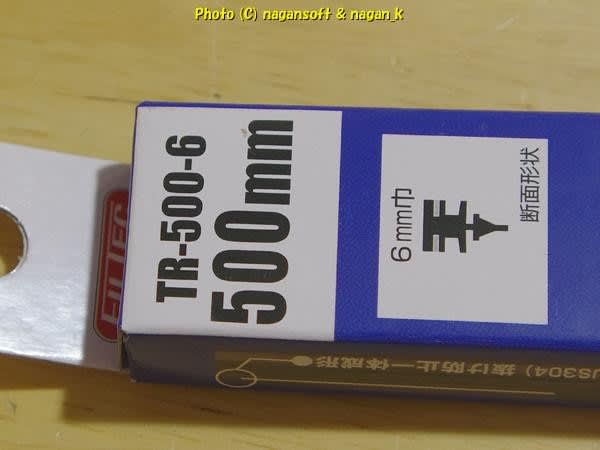 Photo (C) nagansoft & nagan_k
TR-500-6
500mm
6mm巾
断面形状
US304) 抜け防止一体成形